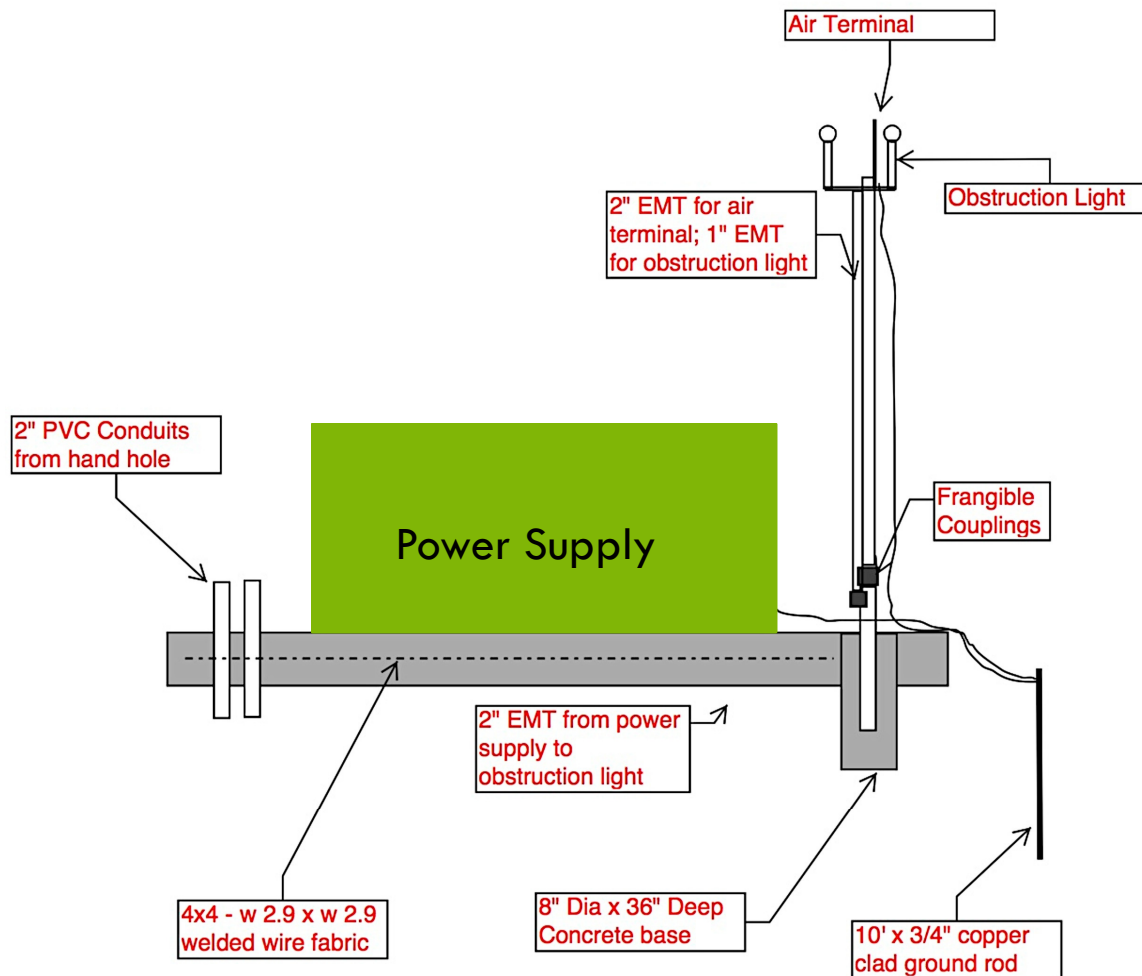 Air Terminal
Obstruction Light
2" EMT for air
terminal; 1" EMT
for obstruction light
2" PVC Conduits
from hand hole
Power Supply
Frangible
Couplings
2" EMT from power
supply to
obstruction light
4x4 - w 2.9 x w 2.9
welded wire fabric
8" Dia x 36" Deep
Concrete base
10' x 3/4" copper
clad ground rod